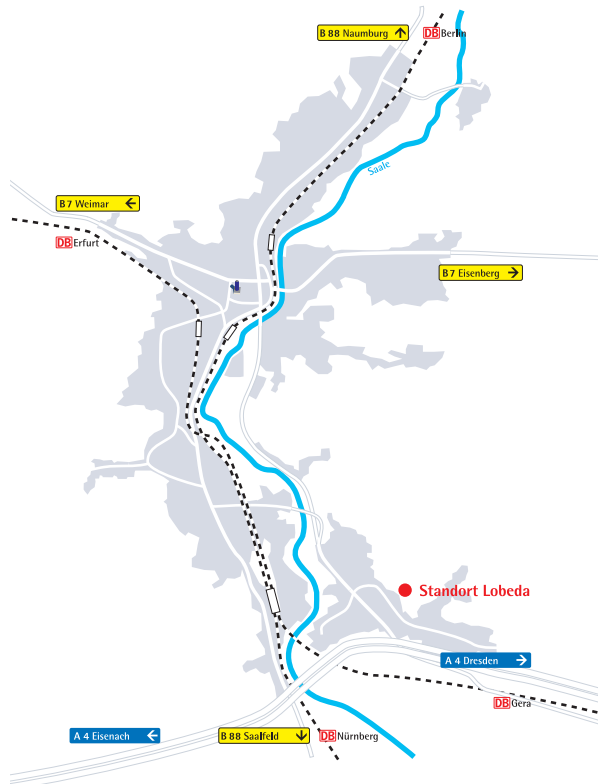 B 88 Naumburg ↑
DB Berlin
Saale
B 7 Weimar ←
DB Erfurt
B 7 Eisenberg →
Standort Lobeda
A 4 Dresden →
DB Gera
A 4 Eisenach ←
B 88 Saalfeld ↓
DB Nürnberg